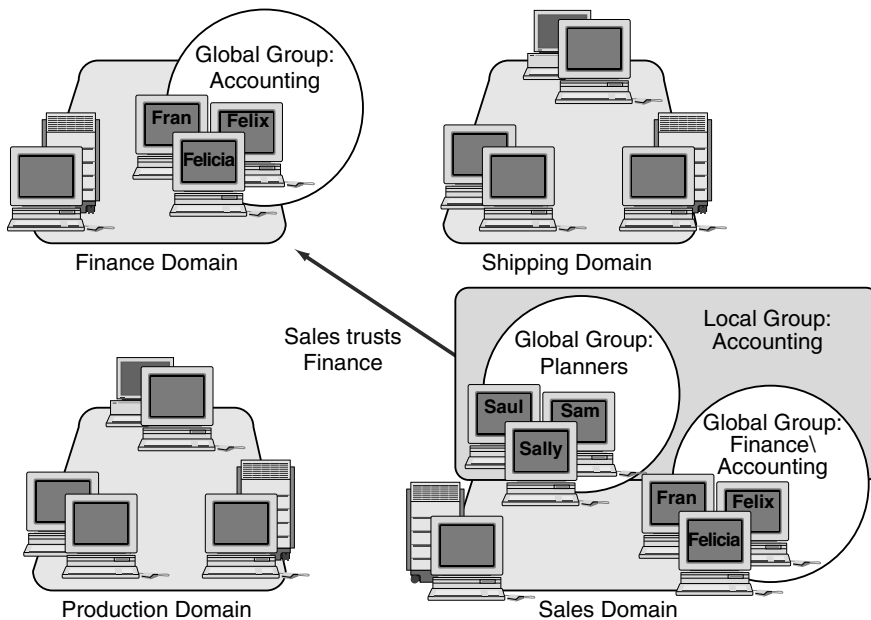 Global Group:
Accounting
Fran
Felix
Felicia
Finance Domain
Shipping Domain
Sales trusts
Finance
Local Group:
Accounting
Global Group:
Planners
Saul
Sam
Sally
Global Group:
Finance\
Accounting
Fran
Felix
Felicia
Production Domain
Sales Domain